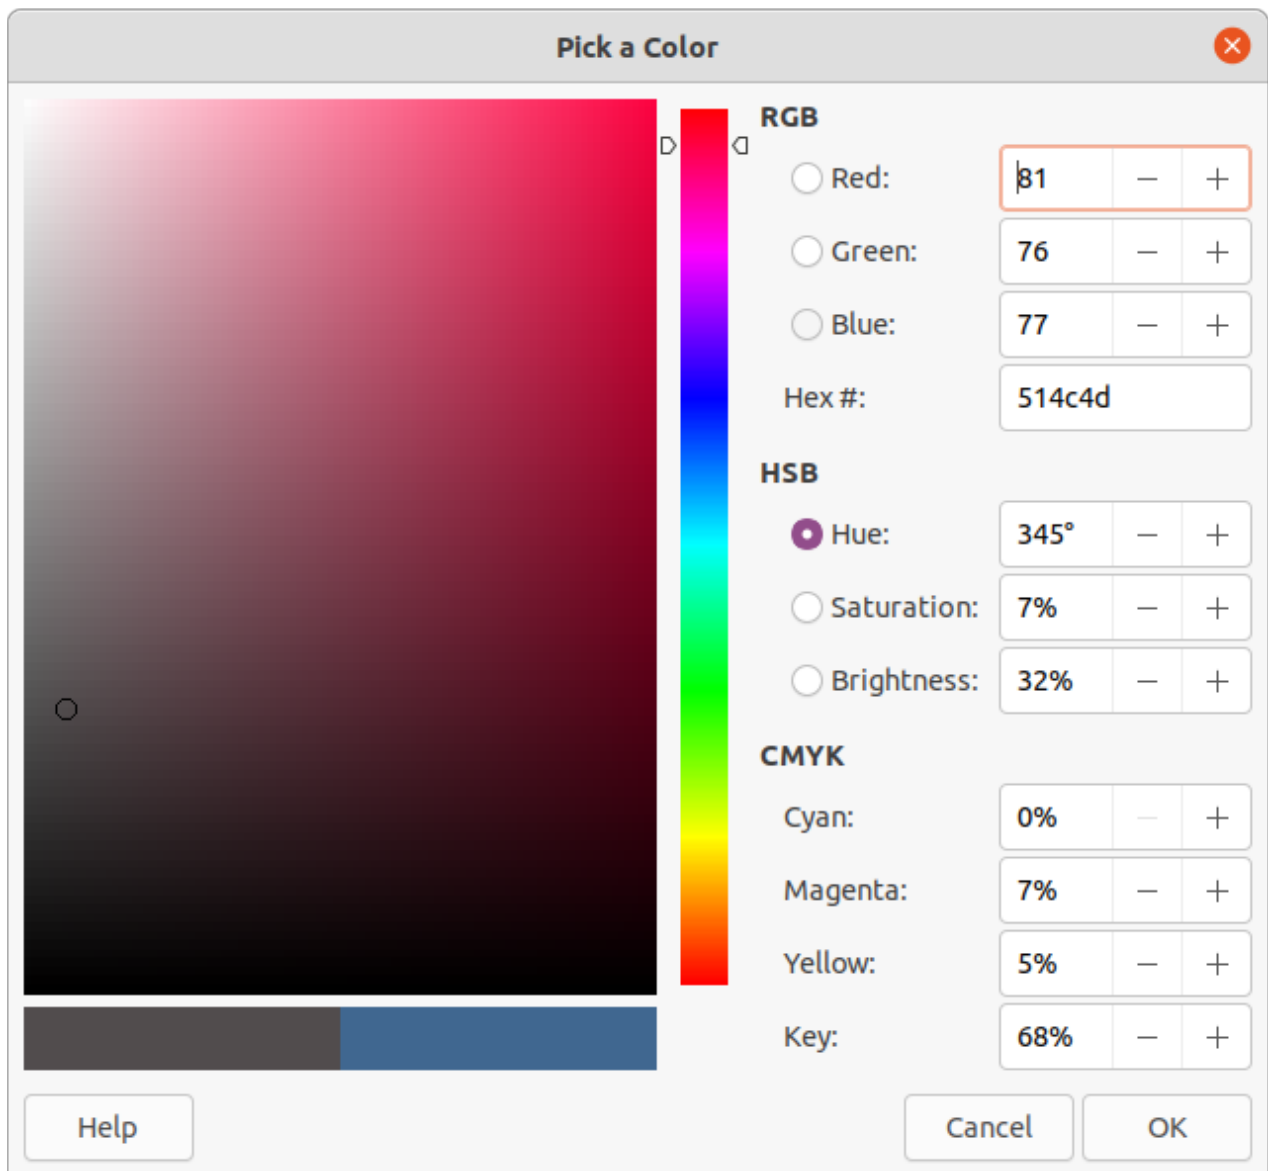 Pick a Color
RGB
Red: 81
Green: 76
Blue: 77
Hex #: 514c4d
HSB
Hue: 345°
Saturation: 7%
Brightness: 32%
CMYK
Cyan: 0%
Magenta: 7%
Yellow: 5%
Key: 68%
Help Cancel OK